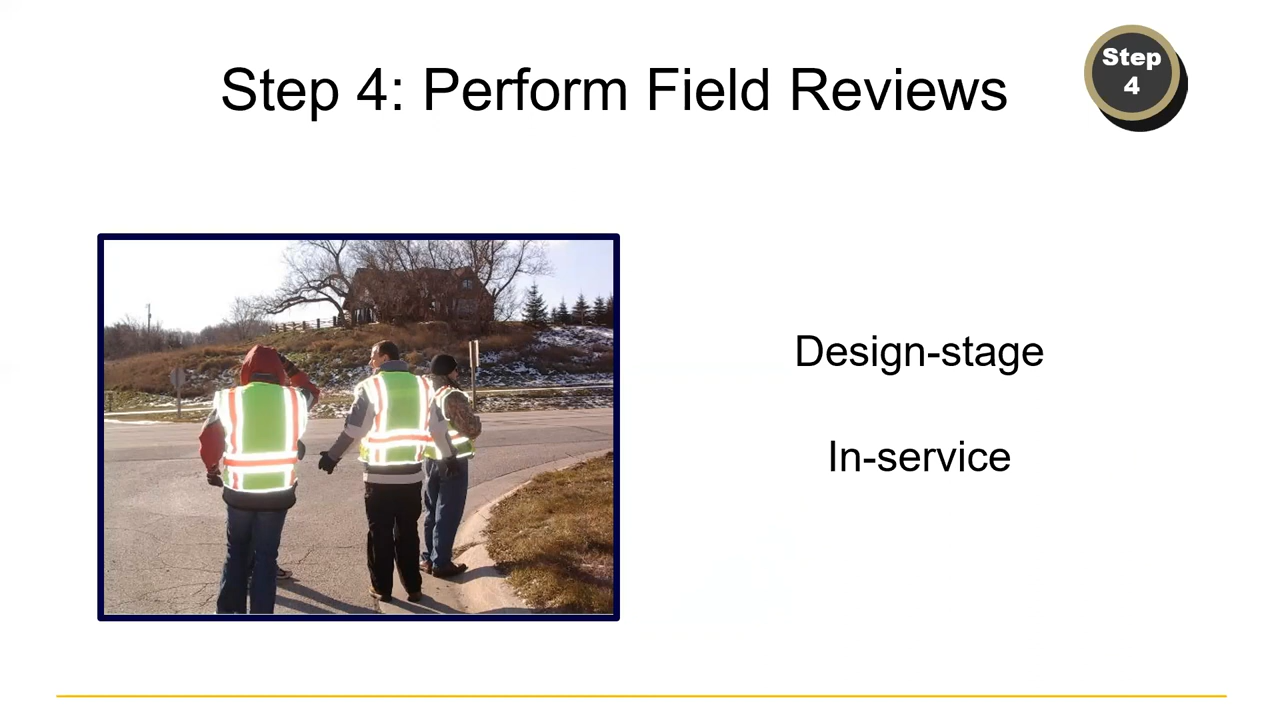 Step 4: Perform Field Reviews
Step
4
Design-stage
In-service